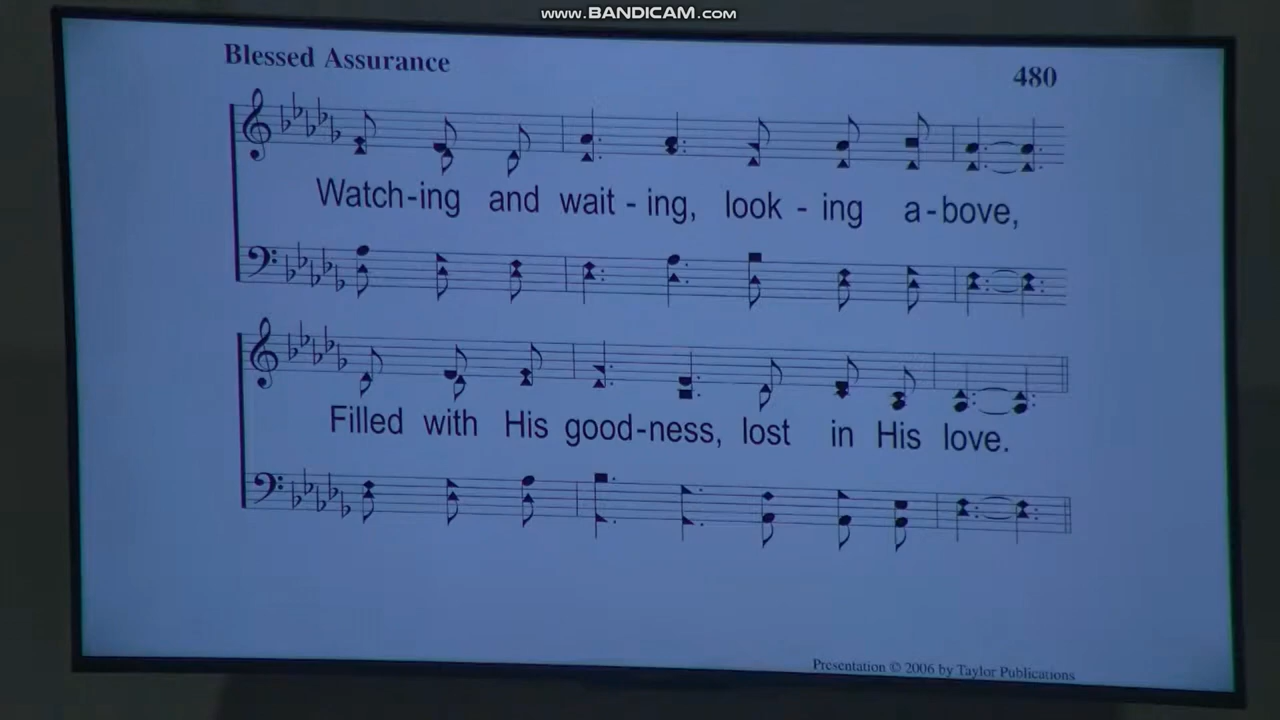 www.BANDICAM.com
Blessed Assurance
480
Watch-ing and wait - ing, look - ing a-bove,
Filled with His good-ness, lost in His love.
Presentation © 2006 by Taylor Publications